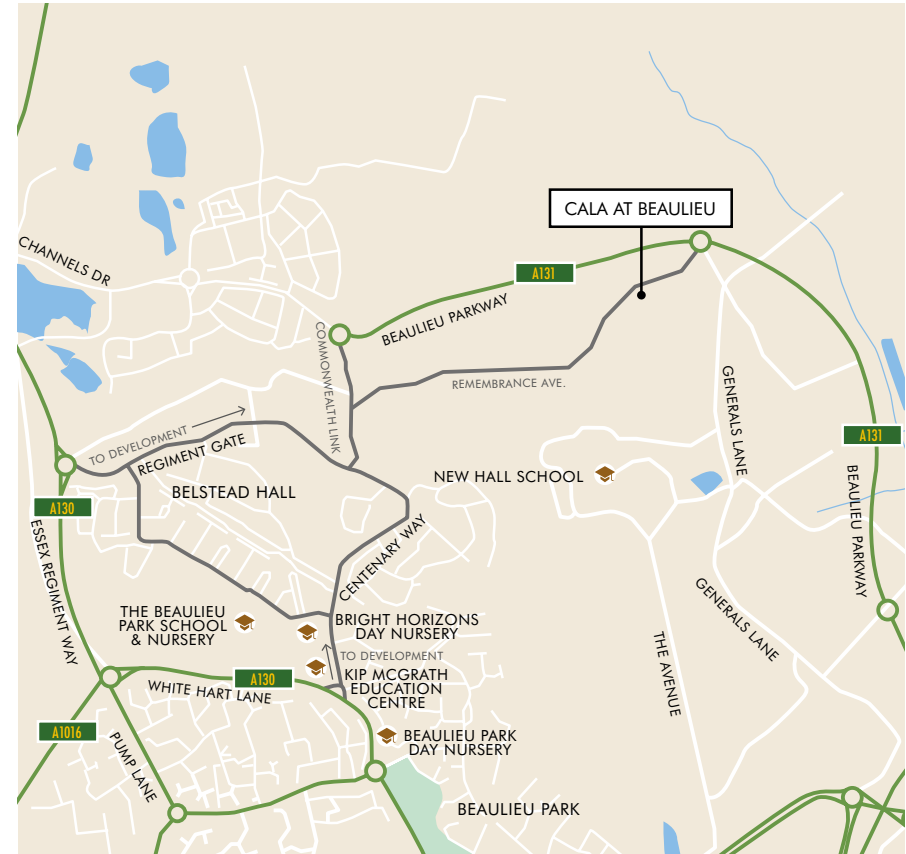 CALA AT BEAULIEU
CHANNELS DR
A131
BEAULIEU PARKWAY
COMMONWEALTH LINK
REMEMBRANCE AVE.
GENERALS LANE
TO DEVELOPMENT
REGIMENT GATE
A131
BELSTEAD HALL
NEW HALL SCHOOL
A130
BEAULIEU PARKWAY
ESSEX REGIMENT WAY
CENTENARY WAY
GENERALS LANE
THE BEAULIEU
PARK SCHOOL
& NURSERY
BRIGHT HORIZONS
DAY NURSERY
THE AVENUE
TO DEVELOPMENT
A130
KIP MCGRATH
EDUCATION
CENTRE
WHITE HART LANE
A1016
PUMP LANE
BEAULIEU PARK
DAY NURSERY
BEAULIEU PARK